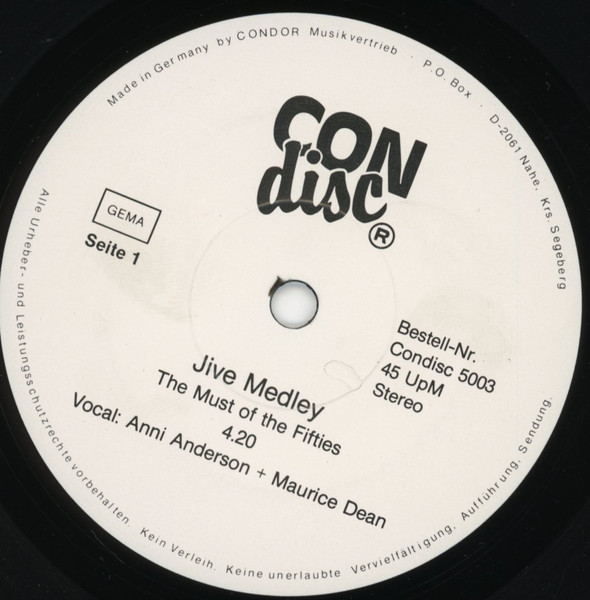 Made in Germany by CONDOR Musikvertrieb · P.O. Box · D-2061 Nahe, Krs. Segeberg
CON
disc
®
GEMA
Seite 1
Bestell-Nr.
Condisc 5003
45 UpM
Stereo
Jive Medley
The Must of the Fifties
4.20
Vocal: Anni Anderson + Maurice Dean
Alle Urheber- und Leistungsschutzrechte vorbehalten. Kein Verleih. Keine unerlaubte Vervielfältigung, Aufführung, Sendung.